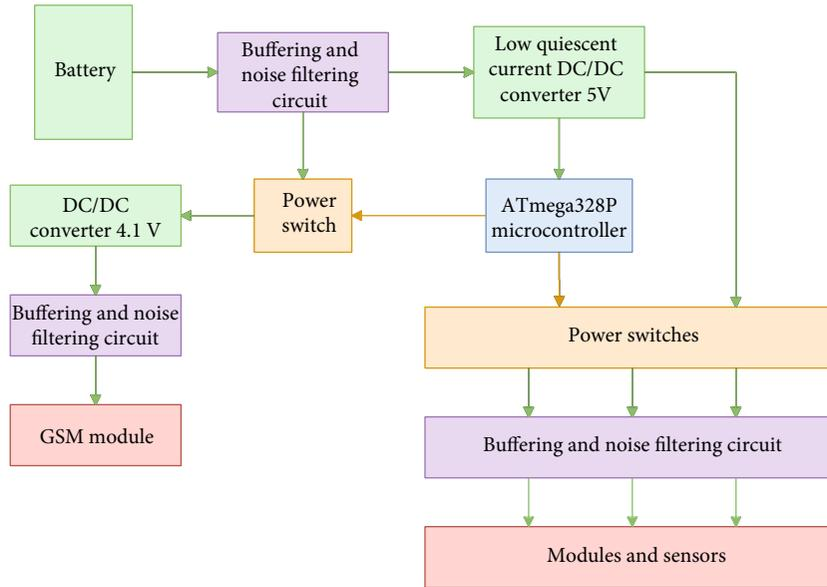 Battery
Buffering and
noise filtering
circuit
Low quiescent
current DC/DC
converter 5V
DC/DC
converter 4.1 V
Power
switch
ATmega328P
microcontroller
Buffering and noise
filtering circuit
Power switches
GSM module
Buffering and noise filtering circuit
Modules and sensors